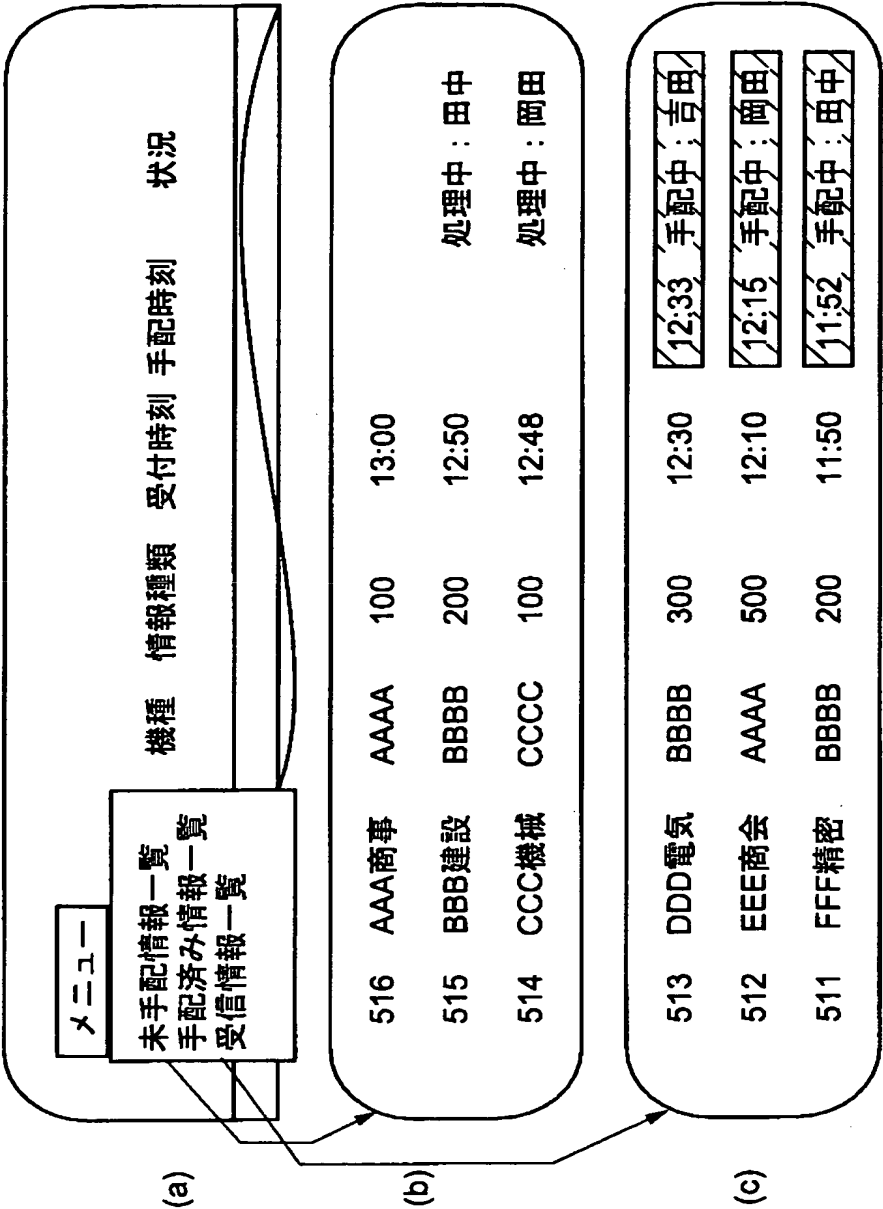 (a)
メニュー
未手配情報一覧
手配済み情報一覧
受信情報一覧
機種 情報種類 受付時刻 手配時刻 状況
(b)
516 AAA商事 AAAA 100 13:00
515 BBB建設 BBBB 200 12:50 処理中：田中
514 CCC機械 CCCC 100 12:48 処理中：岡田
(c)
513 DDD電気 BBBB 300 12:30 12:33 手配中：吉田
512 EEE商会 AAAA 500 12:10 12:15 手配中：岡田
511 FFF精密 BBBB 200 11:50 11:52 手配中：田中